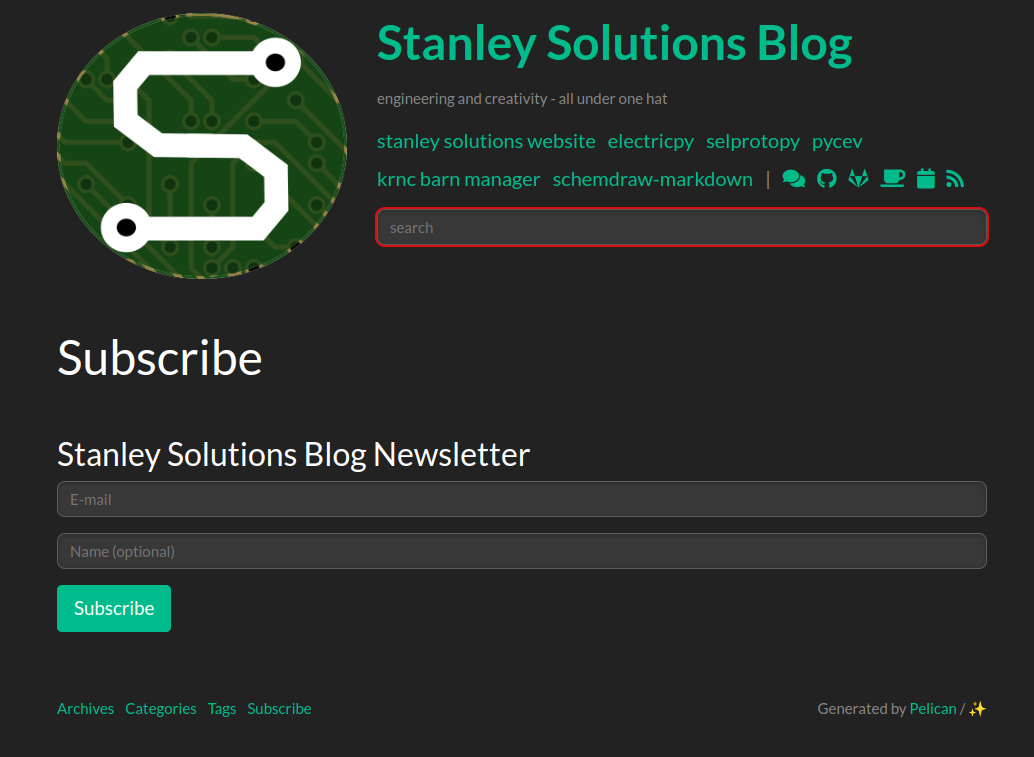 Stanley Solutions Blog
engineering and creativity - all under one hat
stanley solutions website electricpy selprotopy pycev
krnc barn manager schemdraw-markdown |
search
Subscribe
Stanley Solutions Blog Newsletter
E-mail
Name (optional)
Subscribe
Archives Categories Tags Subscribe
Generated by Pelican / ✨